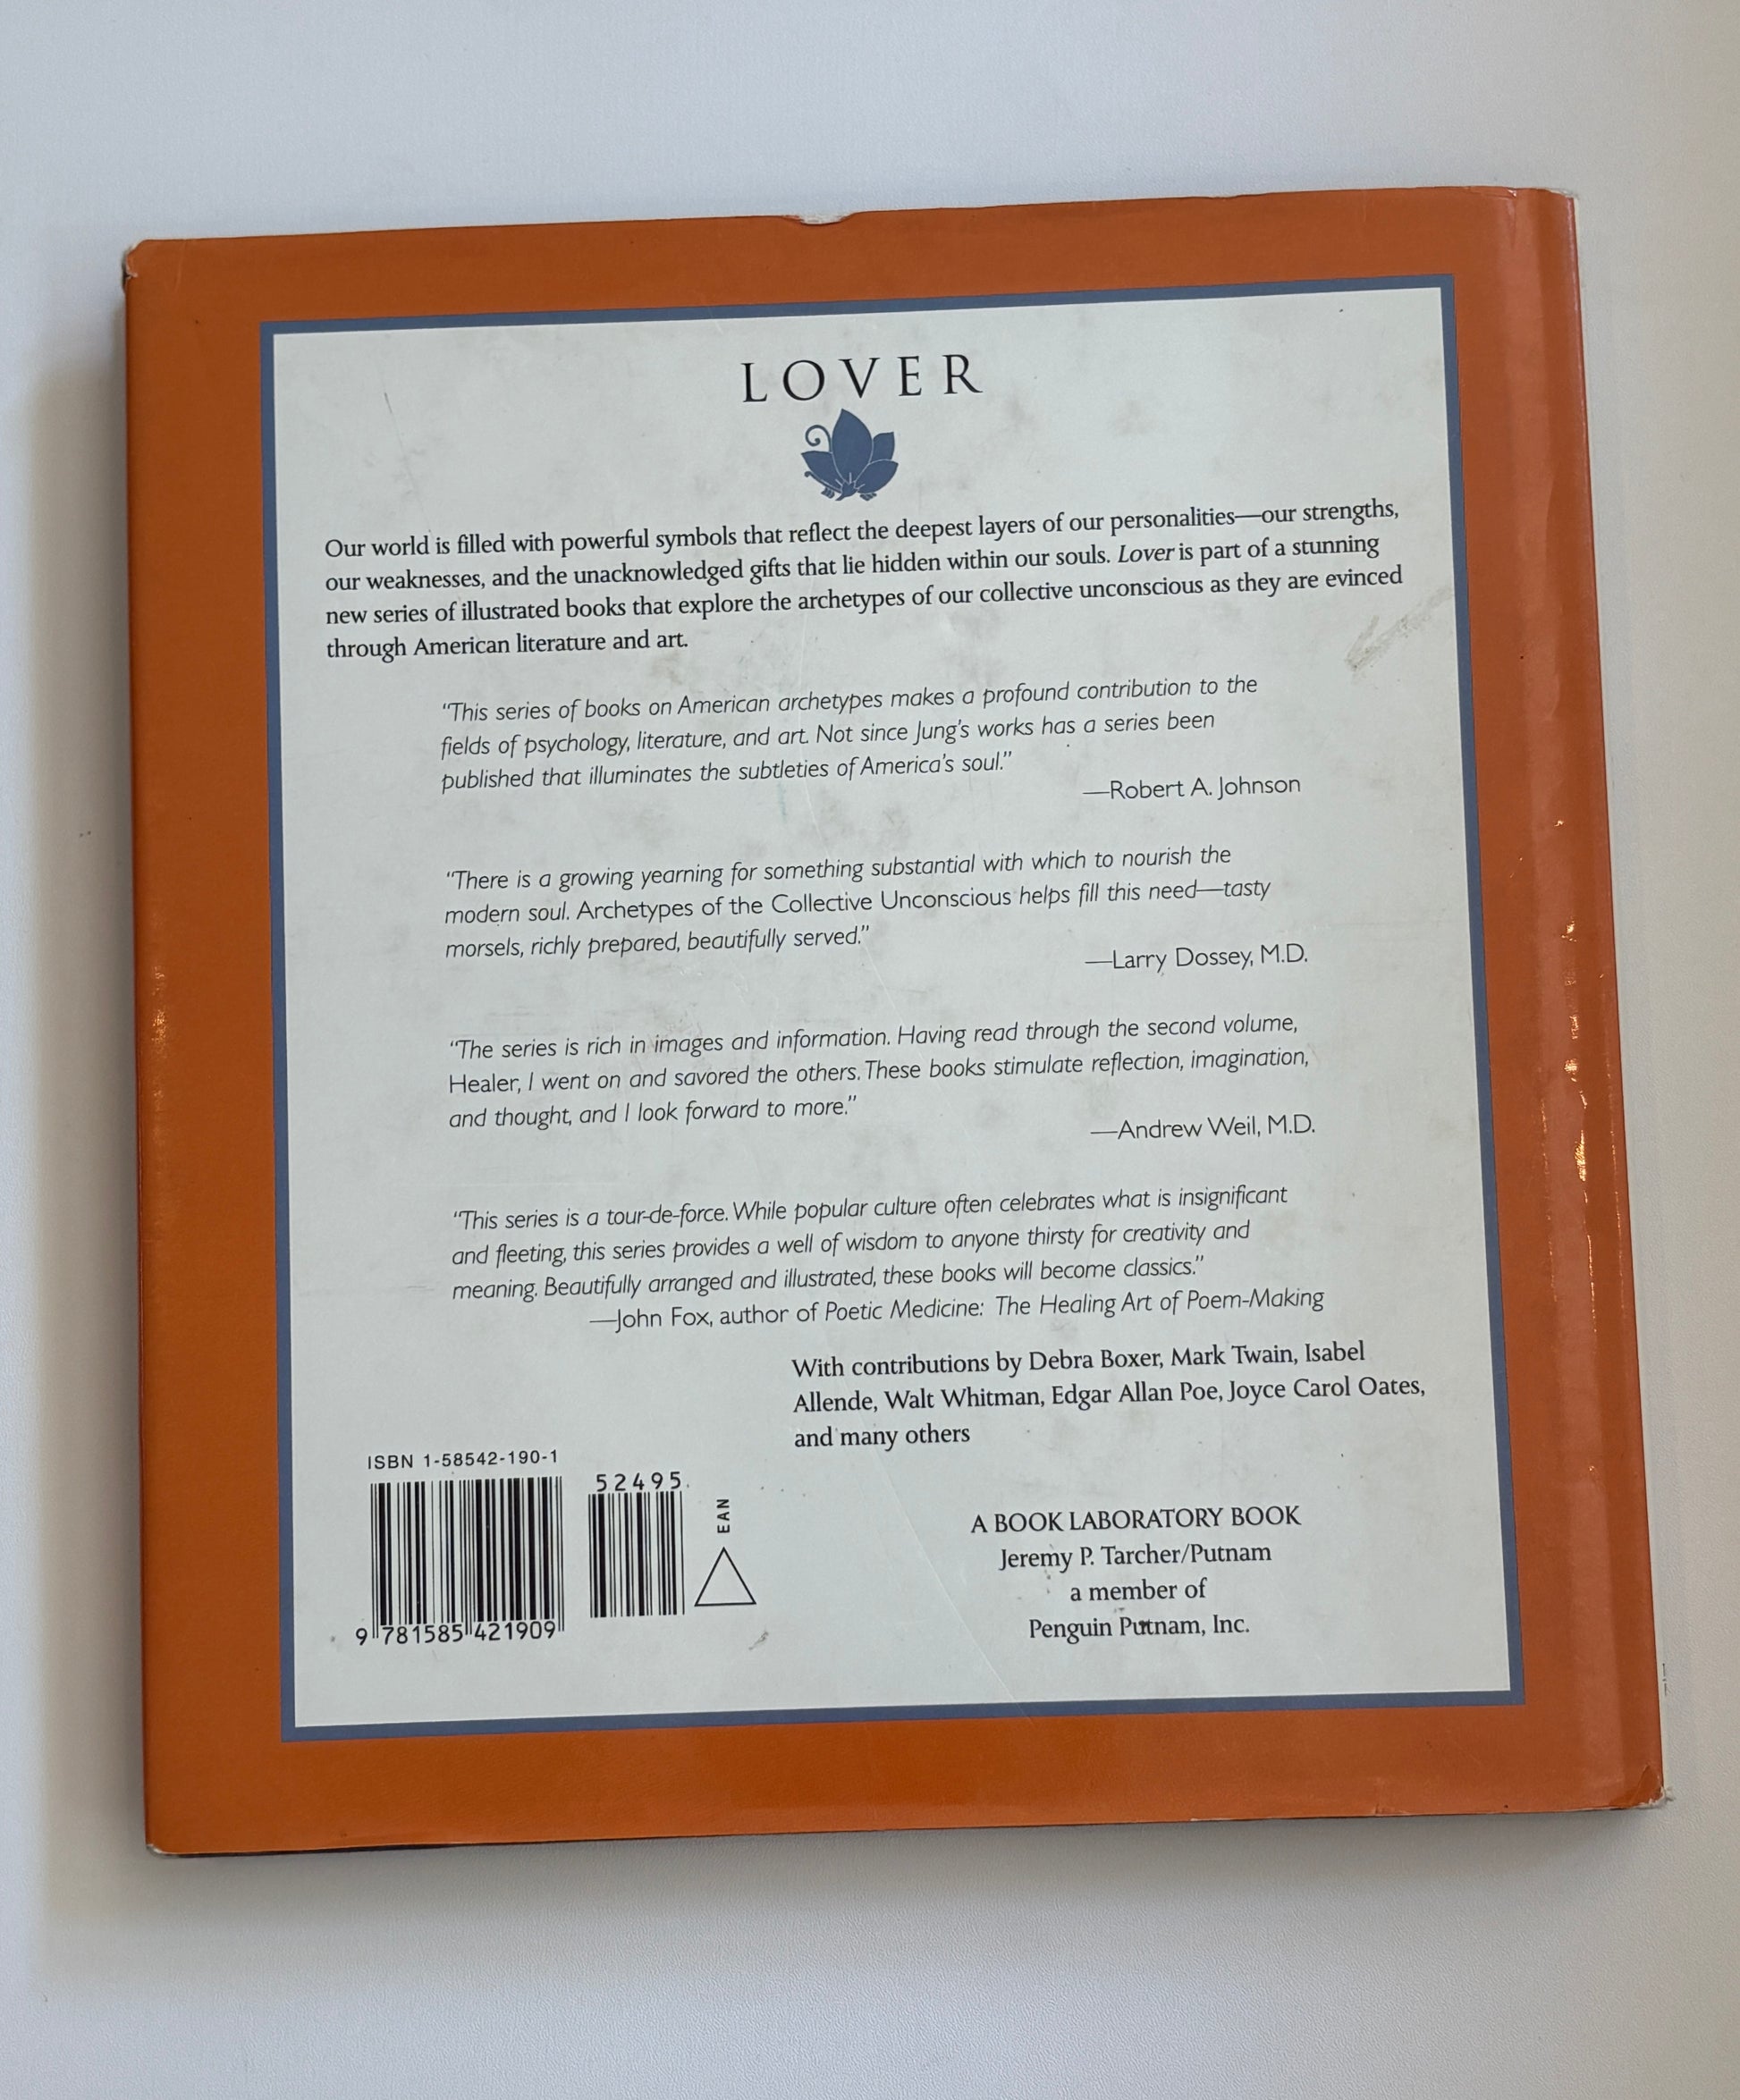 LOVER
Our world is filled with powerful symbols that reflect the deepest layers of our personalities—our strengths,
our weaknesses, and the unacknowledged gifts that lie hidden within our souls. Lover is part of a stunning
new series of illustrated books that explore the archetypes of our collective unconscious as they are evinced
through American literature and art.
“This series of books on American archetypes makes a profound contribution to the
fields of psychology, literature, and art. Not since Jung’s works has a series been
published that illuminates the subtleties of America’s soul.”
—Robert A. Johnson
“There is a growing yearning for something substantial with which to nourish the
modern soul. Archetypes of the Collective Unconscious helps fill this need—tasty
morsels, richly prepared, beautifully served.”
—Larry Dossey, M.D.
“The series is rich in images and information. Having read through the second volume,
Healer, I went on and savored the others. These books stimulate reflection, imagination,
and thought, and I look forward to more.”
—Andrew Weil, M.D.
“This series is a tour-de-force. While popular culture often celebrates what is insignificant
and fleeting, this series provides a well of wisdom to anyone thirsty for creativity and
meaning. Beautifully arranged and illustrated, these books will become classics.”
—John Fox, author of Poetic Medicine: The Healing Art of Poem-Making
With contributions by Debra Boxer, Mark Twain, Isabel
Allende, Walt Whitman, Edgar Allan Poe, Joyce Carol Oates,
and many others
ISBN 1-58542-190-1
52495
EAN
9 781585 421909
A BOOK LABORATORY BOOK
Jeremy P. Tarcher/Putnam
a member of
Penguin Putnam, Inc.